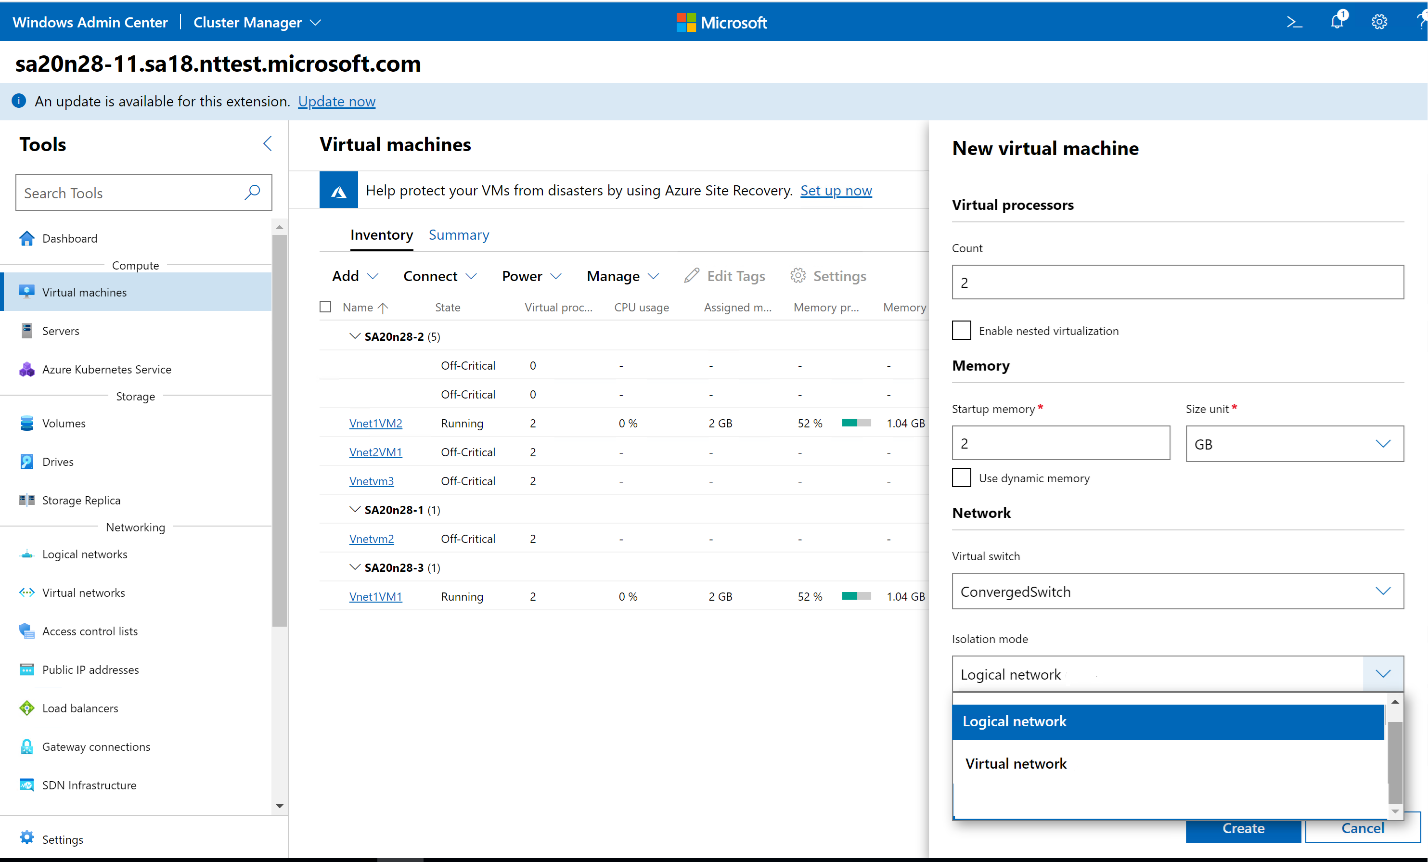 Windows Admin Center | Cluster Manager
Microsoft
1
?
sa20n28-11.sa18.nttest.microsoft.com
An update is available for this extension. Update now
Tools
Search Tools
Dashboard
Compute
Virtual machines
Servers
Azure Kubernetes Service
Storage
Volumes
Drives
Storage Replica
Networking
Logical networks
Virtual networks
Access control lists
Public IP addresses
Load balancers
Gateway connections
SDN Infrastructure
Settings
Virtual machines
Help protect your VMs from disasters by using Azure Site Recovery. Set up now
Inventory Summary
Add Connect Power Manage Edit Tags Settings
Name State Virtual proc... CPU usage Assigned m... Memory pr... Memory
SA20n28-2 (5)
Off-Critical 0 - - - -
Off-Critical 0 - - - -
Vnet1VM2 Running 2 0 % 2 GB 52 % 1.04 GB
Vnet2VM1 Off-Critical 2 - - - -
Vnetvm3 Off-Critical 2 - - - -
SA20n28-1 (1)
Vnetvm2 Off-Critical 2 - - - -
SA20n28-3 (1)
Vnet1VM1 Running 2 0 % 2 GB 52 % 1.04 GB
New virtual machine
Virtual processors
Count
2
Enable nested virtualization
Memory
Startup memory * Size unit *
2 GB
Use dynamic memory
Network
Virtual switch
ConvergedSwitch
Isolation mode
Logical network
Logical network
Virtual network
Create Cancel